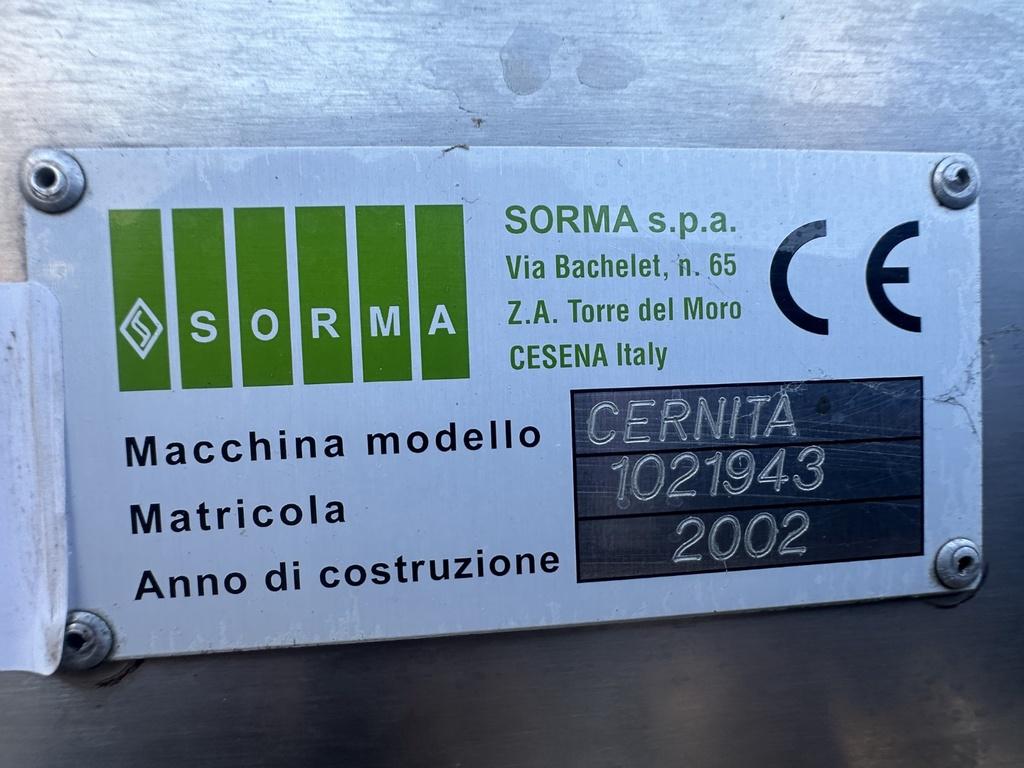 SORMA
SORMA s.p.a.
Via Bachelet, n. 65
Z.A. Torre del Moro
CESENA Italy
CE
Macchina modello CERNITA
Matricola 1021943
Anno di costruzione 2002